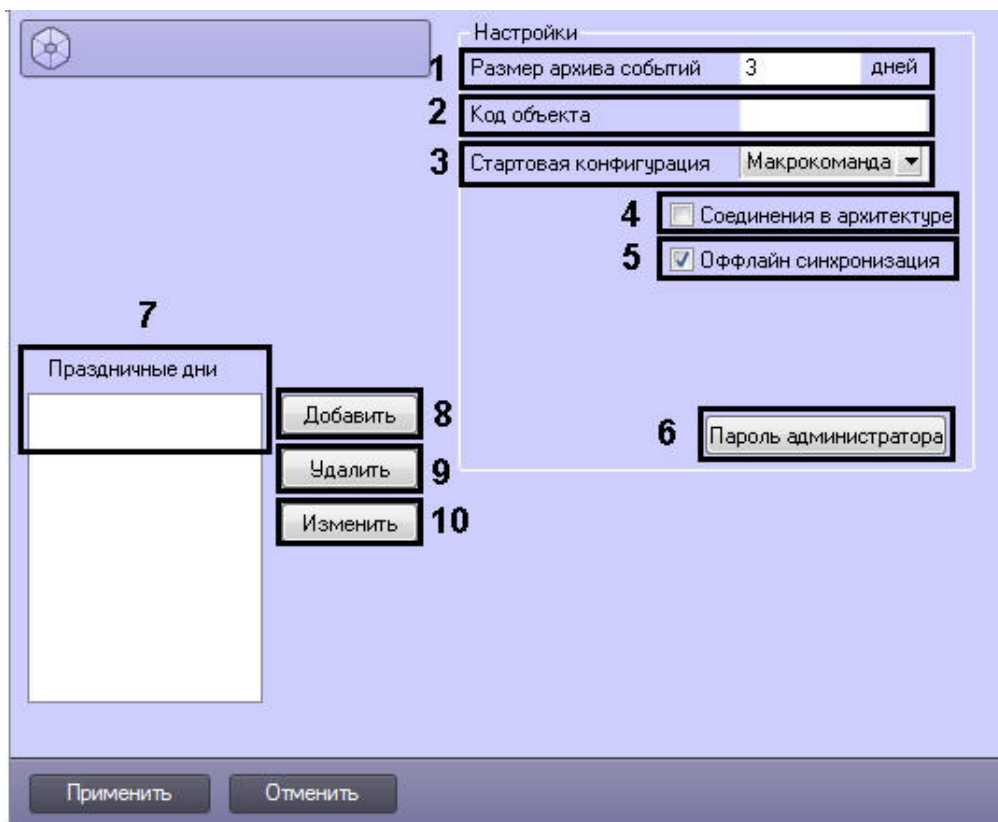 Настройки
1 Размер архива событий 3 дней
2 Код объекта
3 Стартовая конфигурация Макрокоманда
4 Соединения в архитектуре
5 Оффлайн синхронизация
6 Пароль администратора
7
Праздничные дни
Добавить 8
Удалить 9
Изменить 10
Применить Отменить